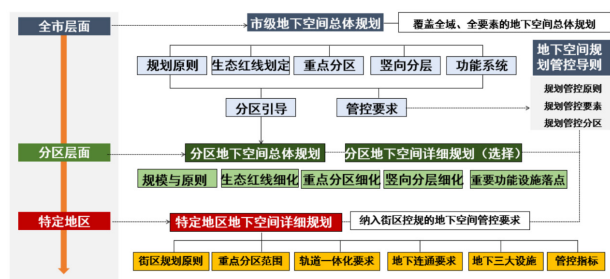 全市层面
市级地下空间总体规划
覆盖全域、全要素的地下空间总体规划
地下空间规
划管控导则
规划原则
生态红线划定
重点分区
竖向分层
功能系统
规划管控原则
规划管控要素
规划管控分区
分区引导
管控要求
分区层面
分区地下空间总体规划
分区地下空间详细规划（选择）
规模与原则
生态红线细化
重点分区细化
竖向分层细化
重要功能设施落点
特定地区
特定地区地下空间详细规划
纳入街区控规的地下空间管控要求
街区规划原则
重点分区范围
轨道一体化要求
地下连通要求
地下三大设施
管控指标